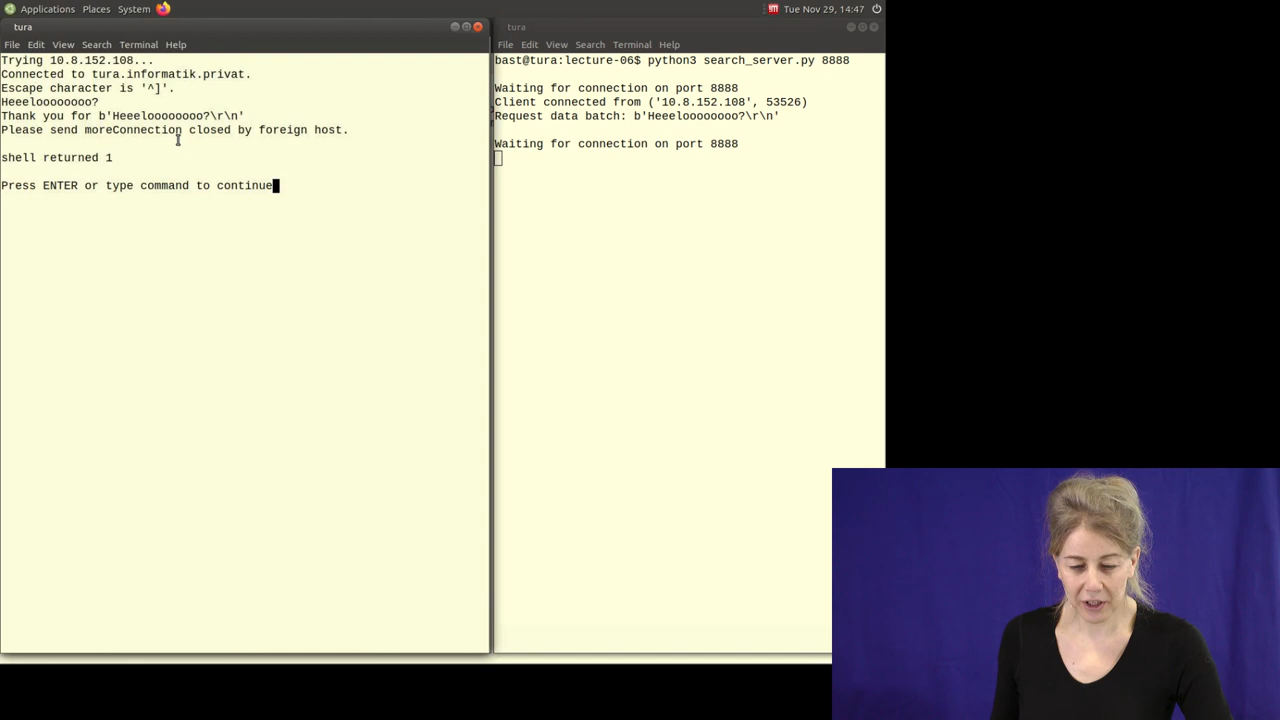 Applications Places System
Tue Nov 29, 14:47
tura
File Edit View Search Terminal Help
Trying 10.8.152.108...
Connected to tura.informatik.privat.
Escape character is '^]'.
Heeeloooooooo?
Thank you for b'Heeeloooooooo?\r\n'
Please send moreConnection closed by foreign host.
shell returned 1
Press ENTER or type command to continue
tura
File Edit View Search Terminal Help
bast@tura:lecture-06$ python3 search_server.py 8888
Waiting for connection on port 8888
Client connected from ('10.8.152.108', 53526)
Request data batch: b'Heeeloooooooo?\r\n'
Waiting for connection on port 8888